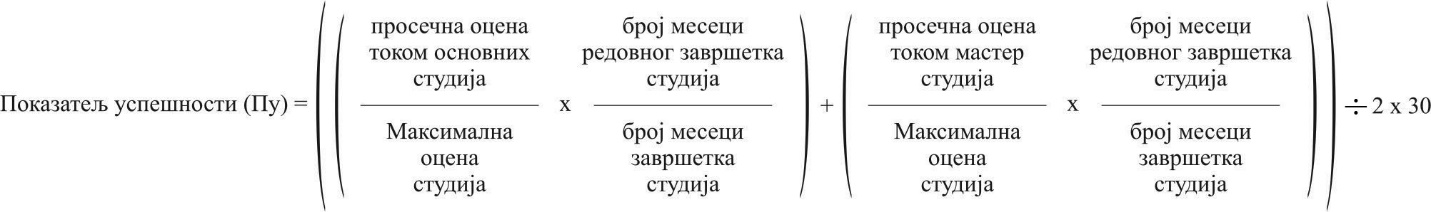 Показатељ успешности (Пу) = ( ( просечна оцена
током основних
студија
Максимална
оцена
студија
х
број месеци
редовног завршетка
студија
број месеци
завршетка
студија
) + (
просечна оцена
током мастер
студија
Максимална
оцена
студија
х
број месеци
редовног завршетка
студија
број месеци
завршетка
студија
) ) ÷ 2 х 30